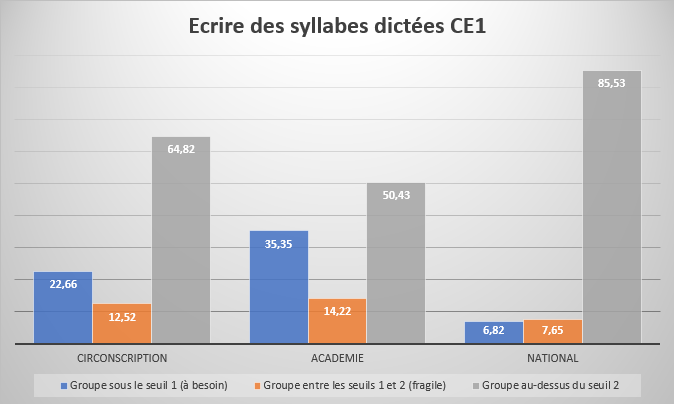 Ecrire des syllabes dictées CE1
85,53
64,82
50,43
35,35
22,66
12,52
14,22
6,82
7,65
CIRCONSCRIPTION
ACADEMIE
NATIONAL
Groupe sous le seuil 1 (à besoin)
Groupe entre les seuils 1 et 2 (fragile)
Groupe au-dessus du seuil 2